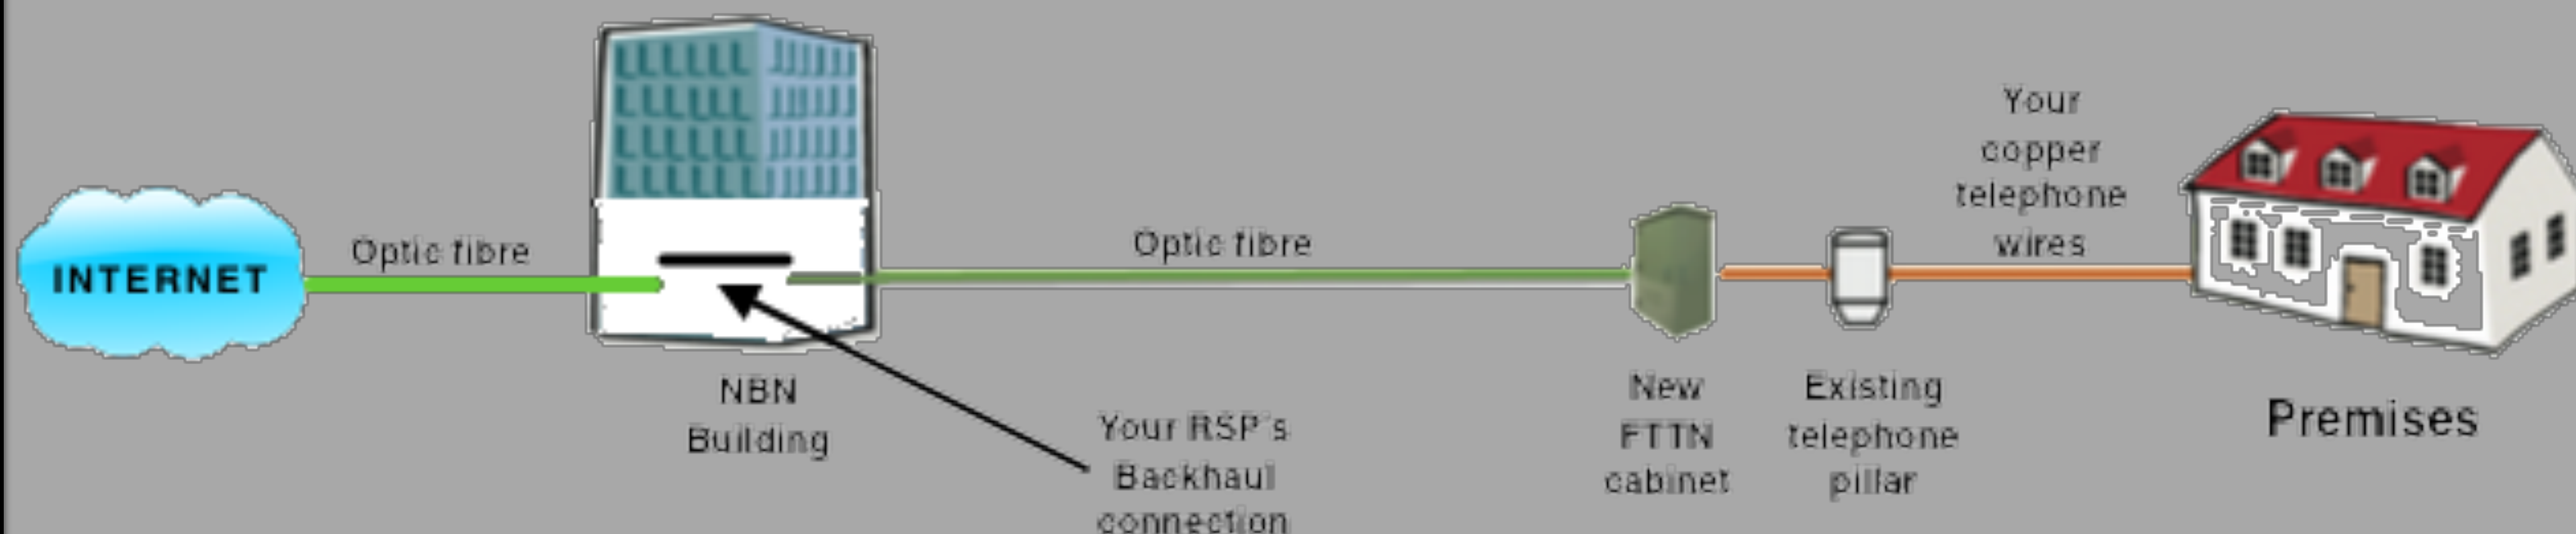 INTERNET
Optic fibre
NBN
Building
Your RSP's
Backhaul
connection
Optic fibre
New
FTTN
cabinet
Existing
telephone
pillar
Your
copper
telephone
wires
Premises